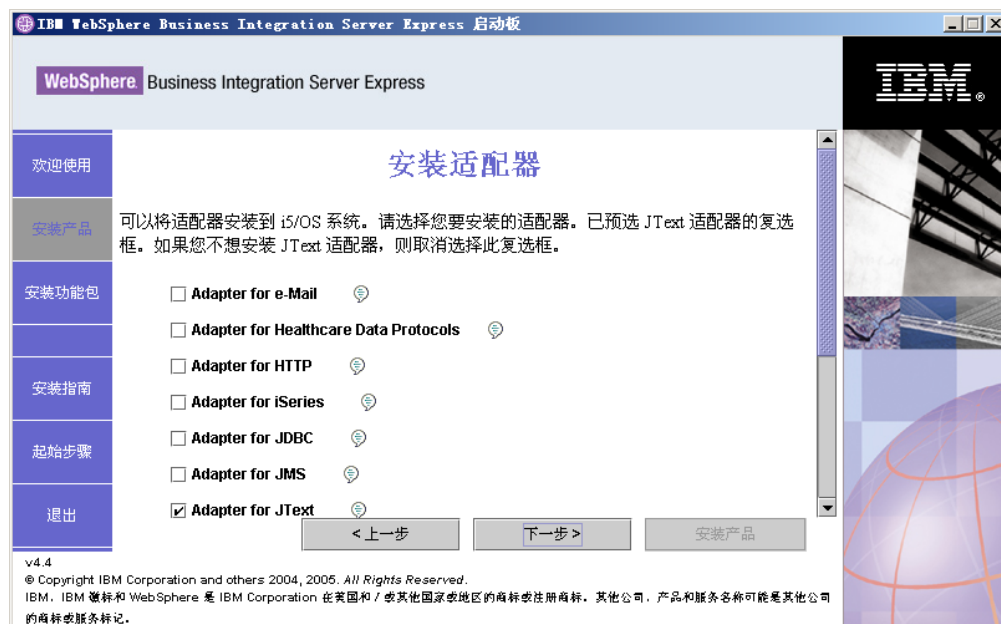 IBM WebSphere Business Integration Server Express 启动板
WebSphere. Business Integration Server Express
IBM®
欢迎使用
安装产品
安装功能包
安装指南
起始步骤
退出
安装适配器
可以将适配器安装到 i5/OS 系统。请选择您要安装的适配器。已预选 JText 适配器的复选
框。如果您不想安装 JText 适配器，则取消选择此复选框。
Adapter for e-Mail
Adapter for Healthcare Data Protocols
Adapter for HTTP
Adapter for iSeries
Adapter for JDBC
Adapter for JMS
Adapter for JText
<上一步
下一步>
安装产品
v4.4
© Copyright IBM Corporation and others 2004, 2005. All Rights Reserved.
IBM、IBM 徽标和 WebSphere 是 IBM Corporation 在美国和 / 或其他国家或地区的商标或注册商标。其他公司、产品和服务名称可能是其他公司
的商标或服务标记。